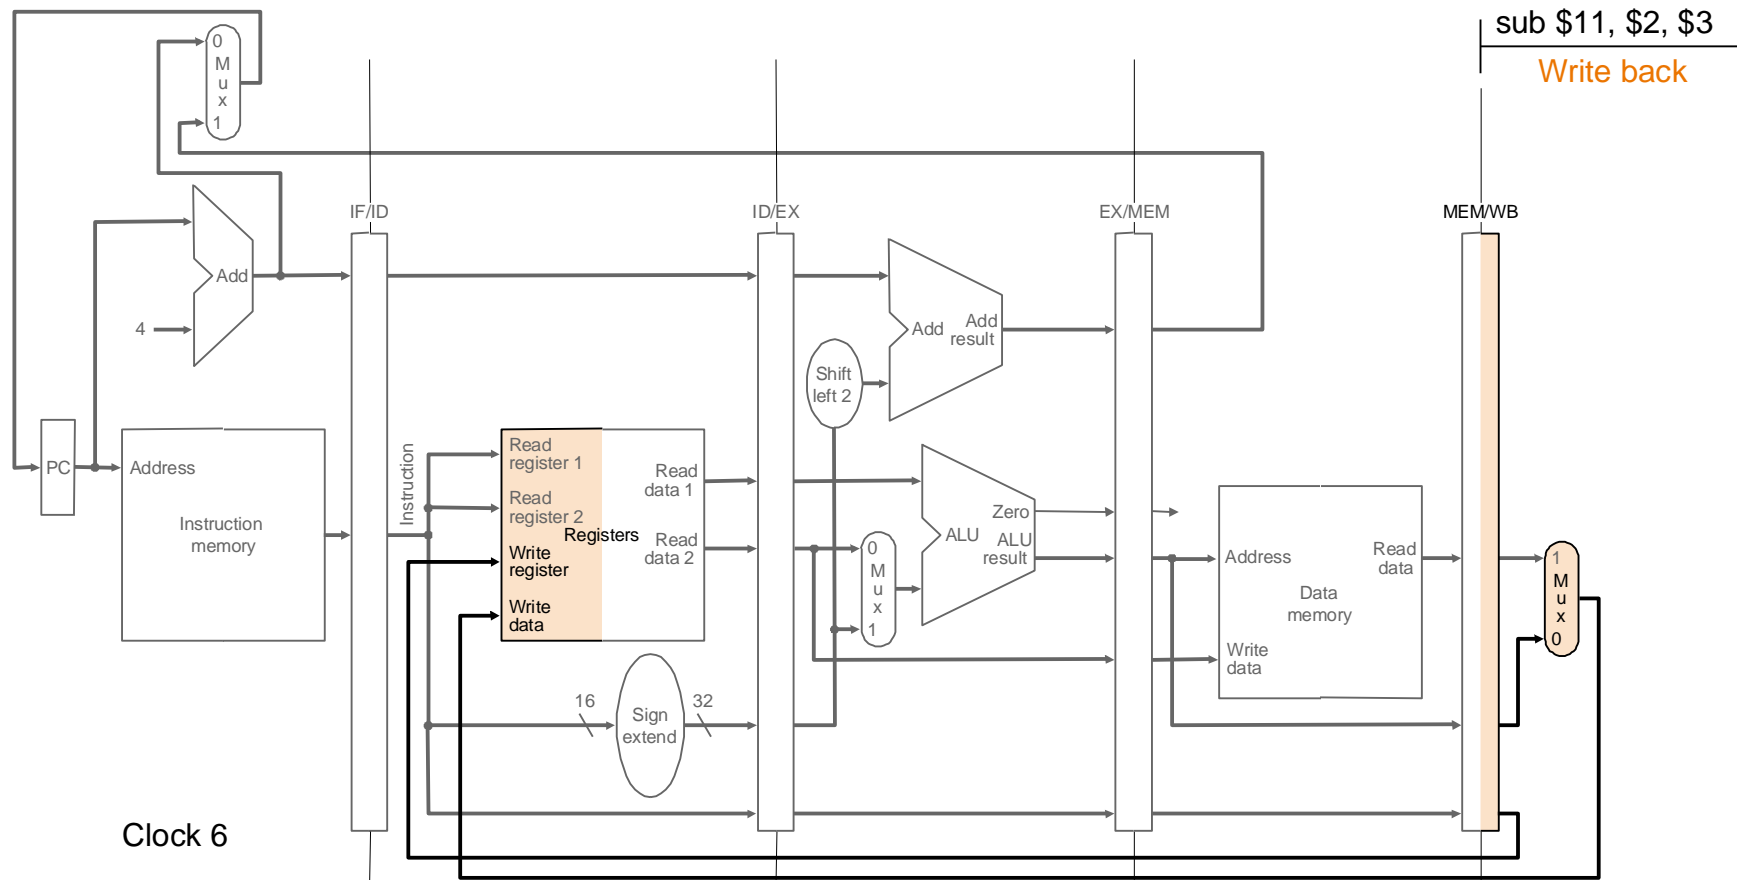 sub $11, $2, $3
Write back
0
M
u
x
1
IF/ID
ID/EX
EX/MEM
MEM/WB
Add
4
Add
Add
result
Shift
left 2
PC
Address
Instruction
memory
Instruction
Read
register 1
Read
register 2
Registers
Write
register
Write
data
Read
data 1
Read
data 2
0
M
u
x
1
Zero
ALU
ALU
result
Address
Read
data
Data
memory
Write
data
1
M
u
x
0
16
Sign
extend
32
Clock 6